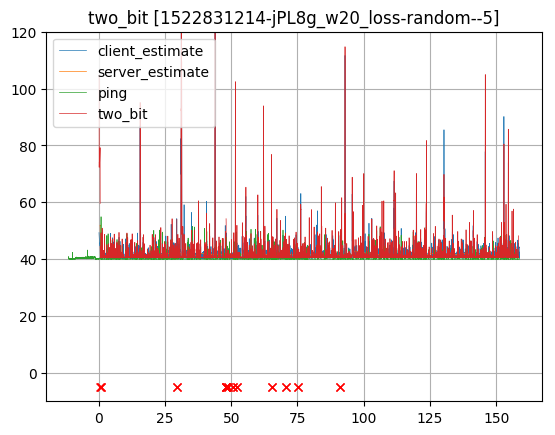 two_bit [1522831214-jPL8g_w20_loss-random--5]
120
100
80
60
40
20
0
client_estimate
server_estimate
ping
two_bit
0
25
50
75
100
125
150